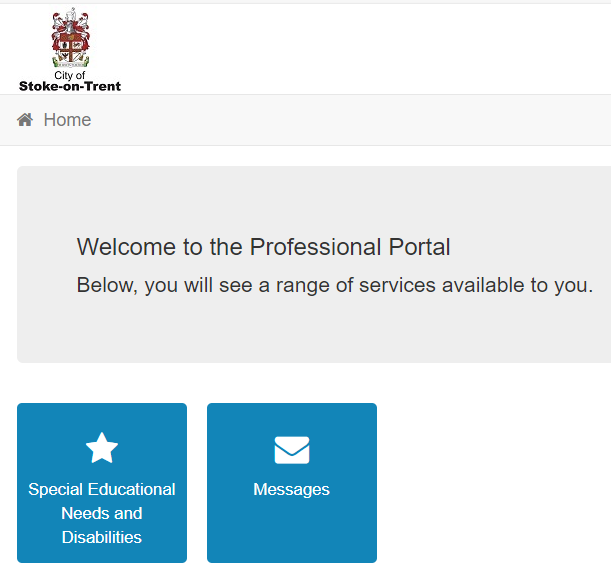 City of
Stoke-on-Trent
Home
Welcome to the Professional Portal
Below, you will see a range of services available to you.
Special Educational
Needs and
Disabilities
Messages